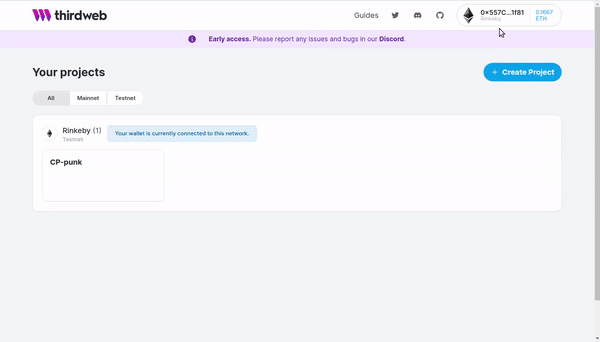 thirdweb
Guides
0×557C...1f81
Rinkeby
0.1667
ETH
Early access. Please report any issues and bugs in our Discord.
Your projects
+ Create Project
All
Mainnet
Testnet
Rinkeby (1)
Testnet
Your wallet is currently connected to this network.
CP-punk